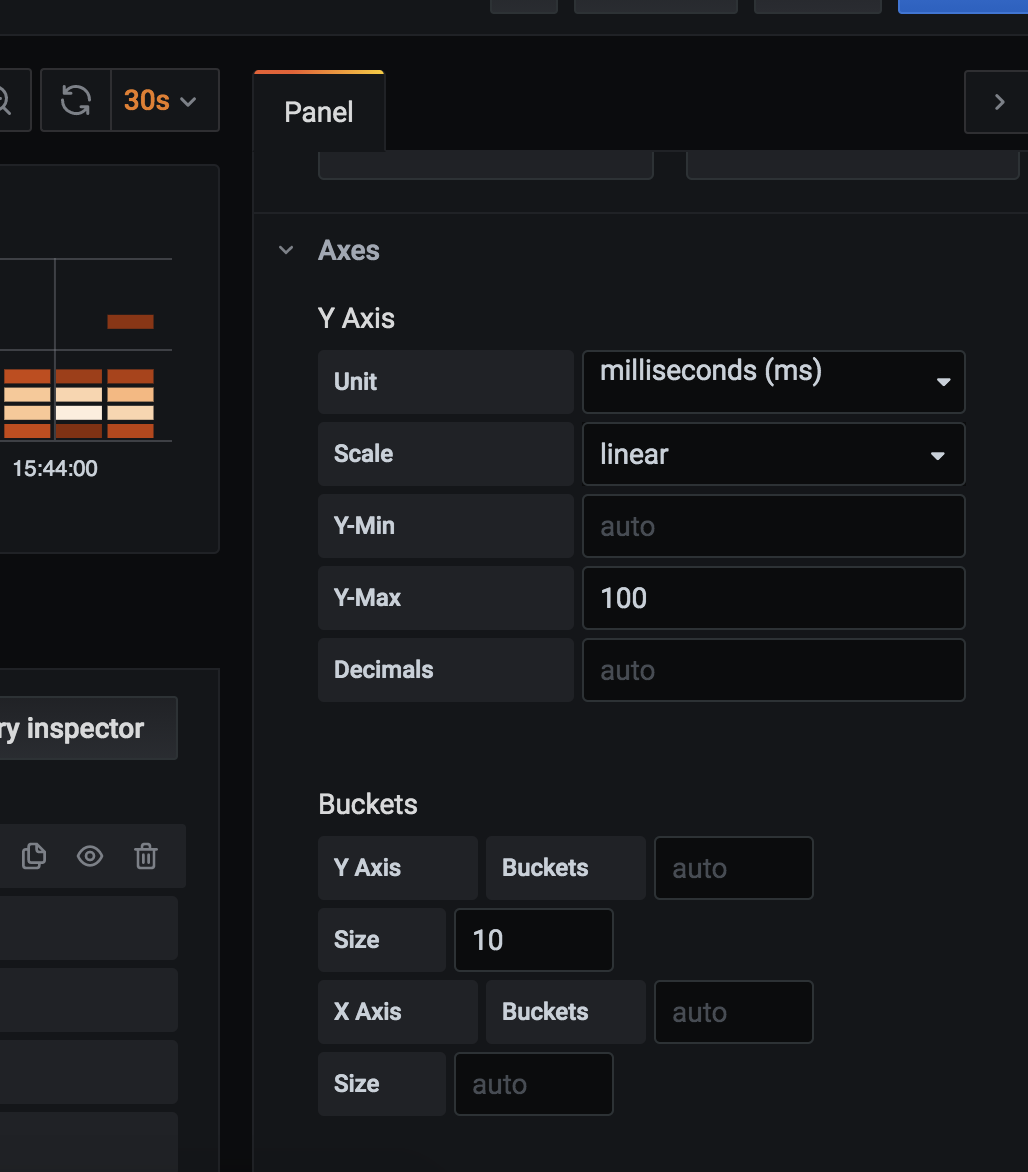 30s
Panel
Axes
Y Axis
Unit milliseconds (ms)
Scale linear
15:44:00
Y-Min auto
Y-Max 100
Decimals auto
inspector
Buckets
Y Axis Buckets auto
Size 10
X Axis Buckets auto
Size auto